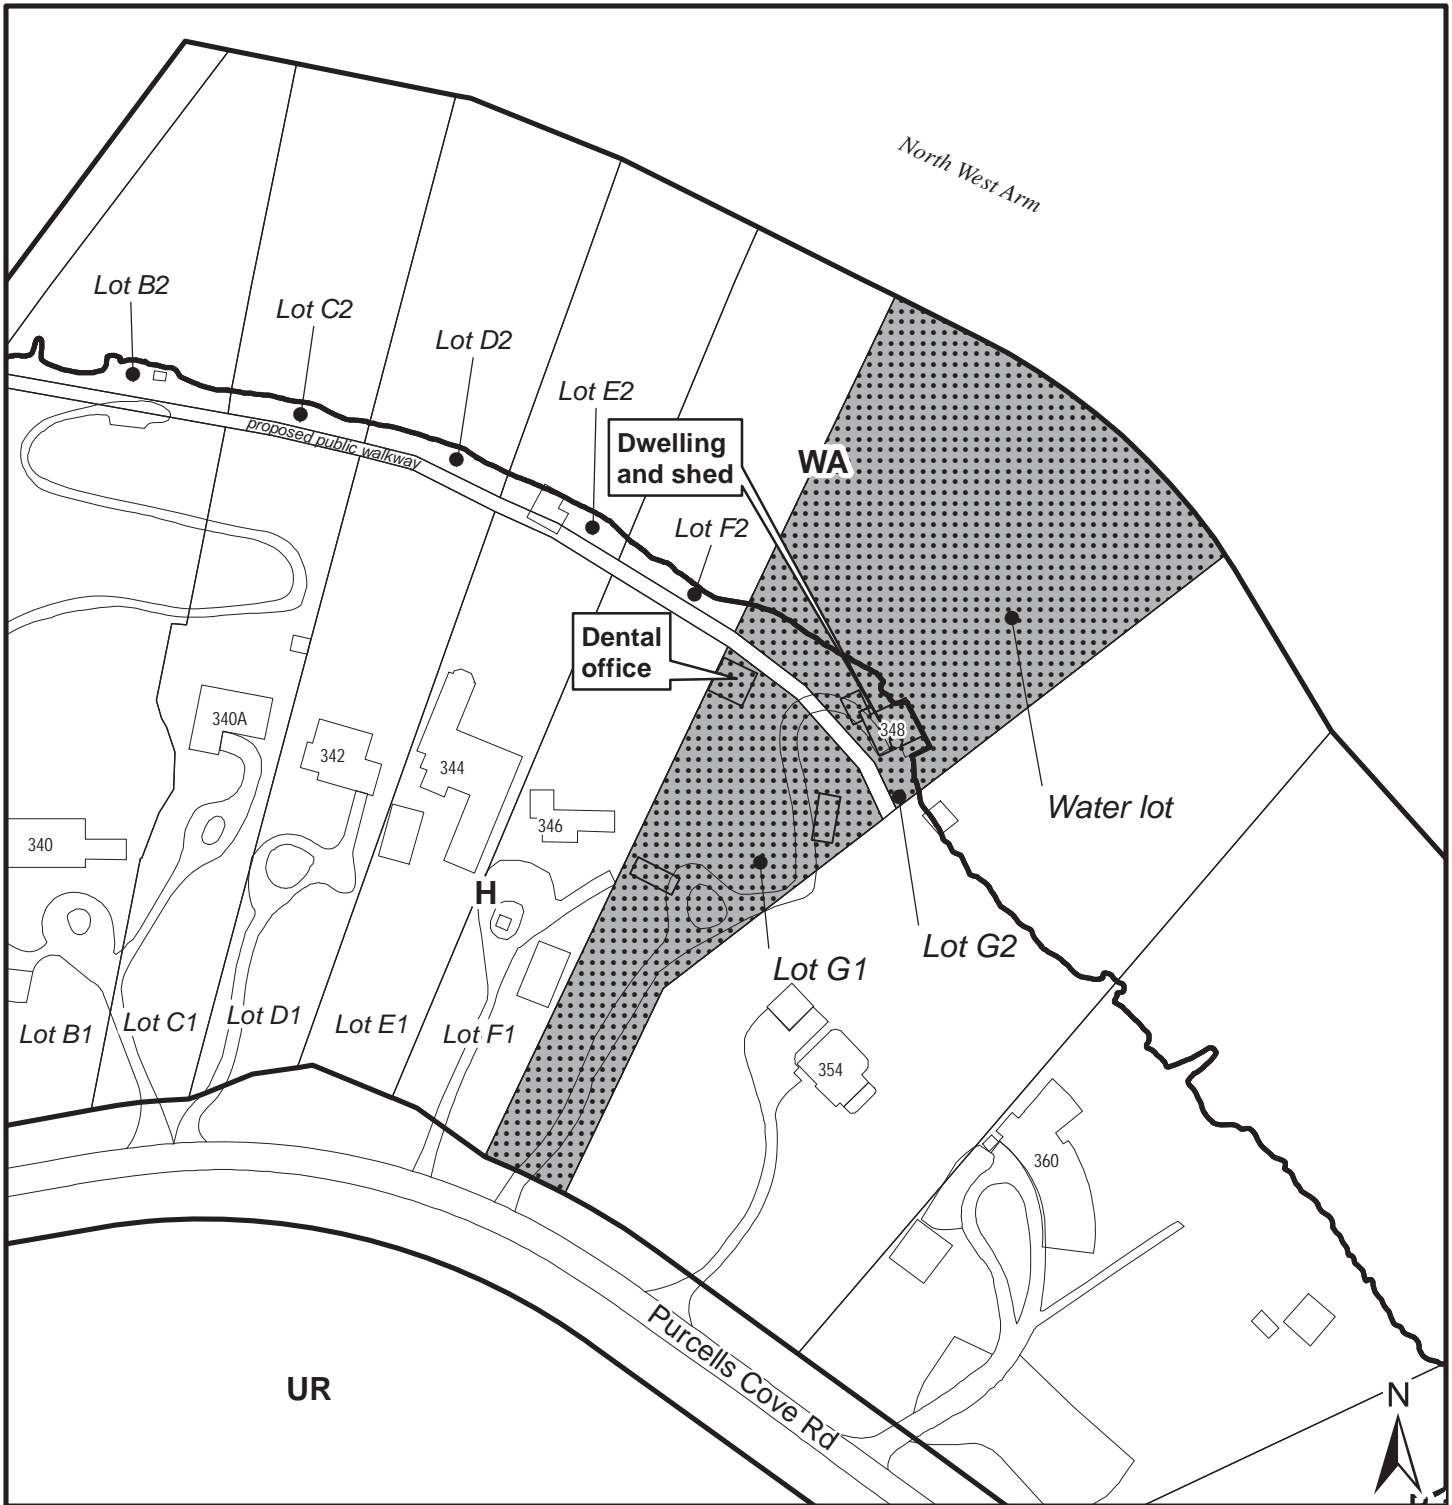 North West Arm
Lot B2
Lot C2
Lot D2
Lot E2
proposed public walkway
Dwelling
and shed
WA
Lot F2
Dental
office
348
340A
342
344
346
340
Water lot
H
Lot G2
Lot G1
Lot B1
Lot C1
Lot D1
Lot E1
Lot F1
354
360
Purcells Cove Rd
UR
N